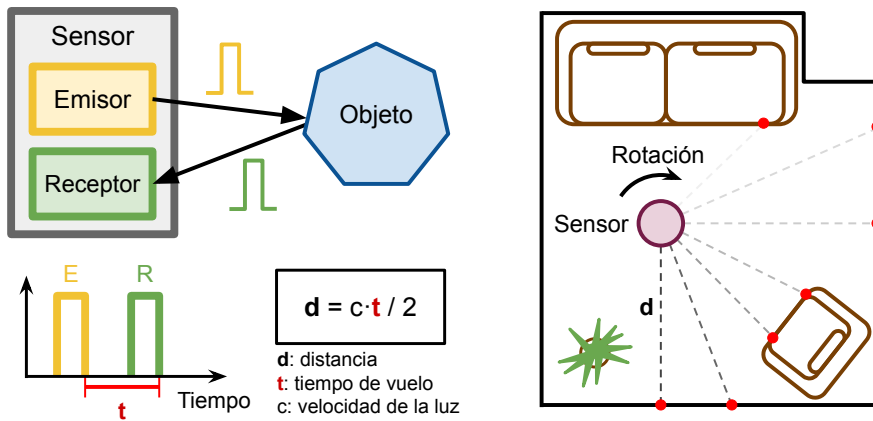 Sensor
Emisor
Receptor
Objeto
E
R
t
Tiempo
d = c·t / 2
d: distancia
t: tiempo de vuelo
c: velocidad de la luz
Rotación
Sensor
d